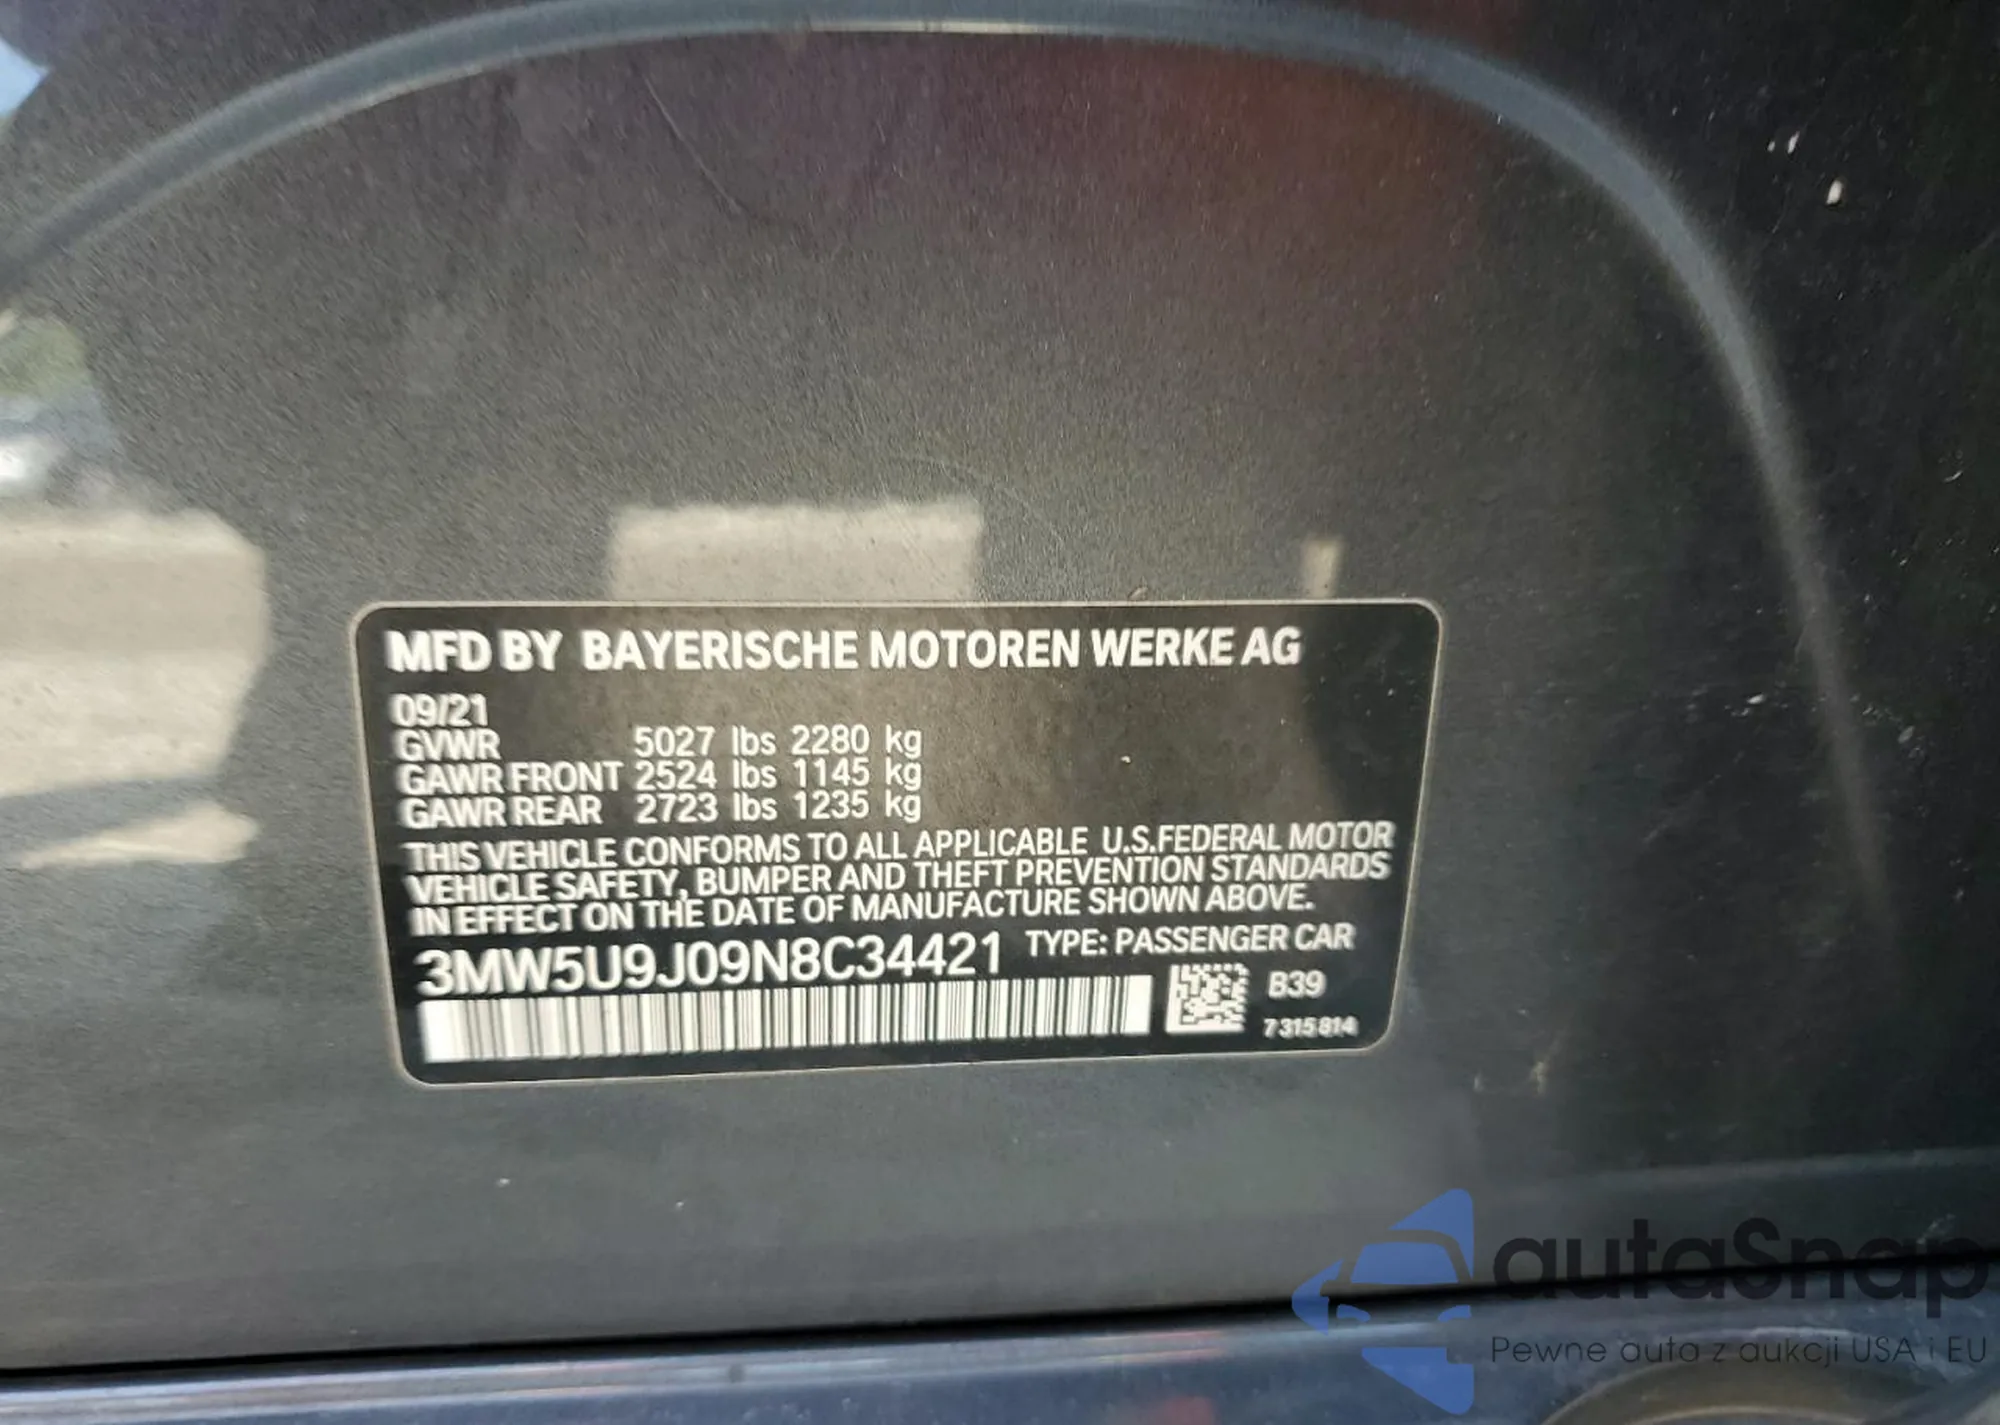 MFD BY BAYERISCHE MOTOREN WERKE AG
09/21
GVWR 5027 lbs 2280 kg
GAWR FRONT 2524 lbs 1145 kg
GAWR REAR 2723 lbs 1235 kg
THIS VEHICLE CONFORMS TO ALL APPLICABLE U.S.FEDERAL MOTOR
VEHICLE SAFETY, BUMPER AND THEFT PREVENTION STANDARDS
IN EFFECT ON THE DATE OF MANUFACTURE SHOWN ABOVE.
3MW5U9J09N8C34421 TYPE: PASSENGER CAR
B39
7 315 814
autaSnap
Pewne auta z aukcji USA i EU